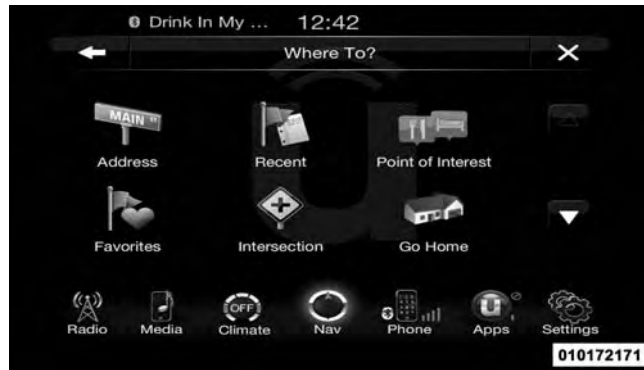 Drink In My ... 12:42
Where To?
MAIN ST
Address Recent Point of Interest
Favorites Intersection Go Home
OFF
Radio Media Climate Nav Phone Apps Settings
010172171